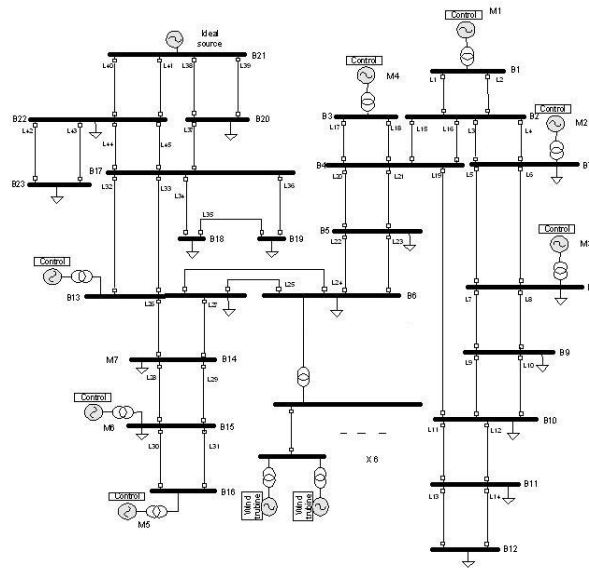 Control M1
Ideal
source
B21
L40 L41 L38 L39
Control
M4
L1 L2 B1
B22
L42 L43
L37 B20
B3
L17 L18
L15 L16
B2
L3 L4
Control
M2
L44 L45
B4
L20 L21 L19
L5 L6
B23
B17
L32 L33
L34 L36
L35
B18 B19
B5
L22 L23
Control
M3
Control
B13
L26 L27
L25 L24
B6
L7 L8
M7 B14
L28 L29
B9
L9 L10
Control
M6
B15
L30 L31
L11 L12
B10
X 6
Control
M5
B16
Wind
trubine
Wind
trubine
L13 L14
B11
B12